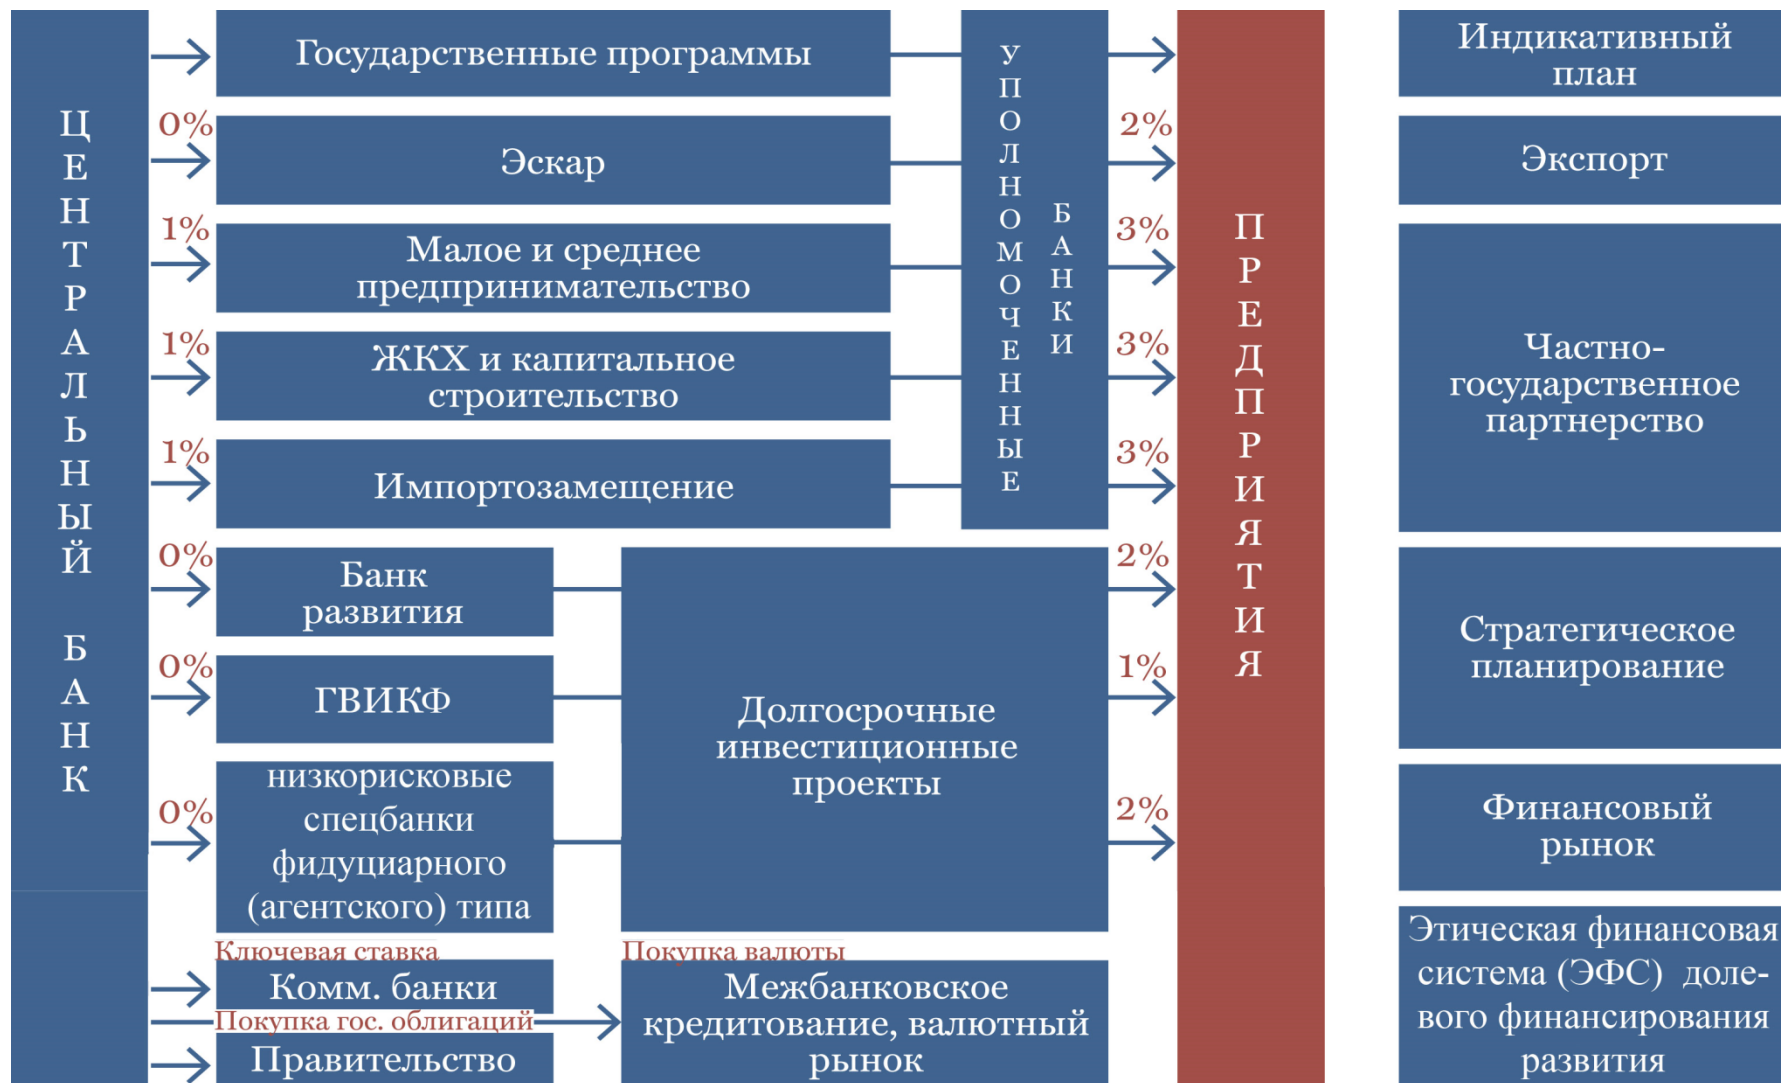 ЦЕНТРАЛЬНЫЙ БАНК
Государственные программы
0%
Эскар
1%
Малое и среднее
предпринимательство
1%
ЖКХ и капитальное
строительство
1%
Импортозамещение
0%
Банк
развития
0%
ГВИКФ
0%
низкорисковые
спецбанки
фидуциарного
(агентского) типа
Ключевая ставка
Комм. банки
Покупка гос. облигаций
Правительство
УПОЛНОМОЧЕННЫЕ
БАНКИ
Долгосрочные
инвестиционные
проекты
Покупка валюты
Межбанковское
кредитование, валютный
рынок
2%
3%
3%
3%
2%
1%
2%
ПРЕДПРИЯТИЯ
Индикативный
план
Экспорт
Частно-
государственное
партнерство
Стратегическое
планирование
Финансовый
рынок
Этическая финансовая
система (ЭФС) доле-
вого финансирования
развития